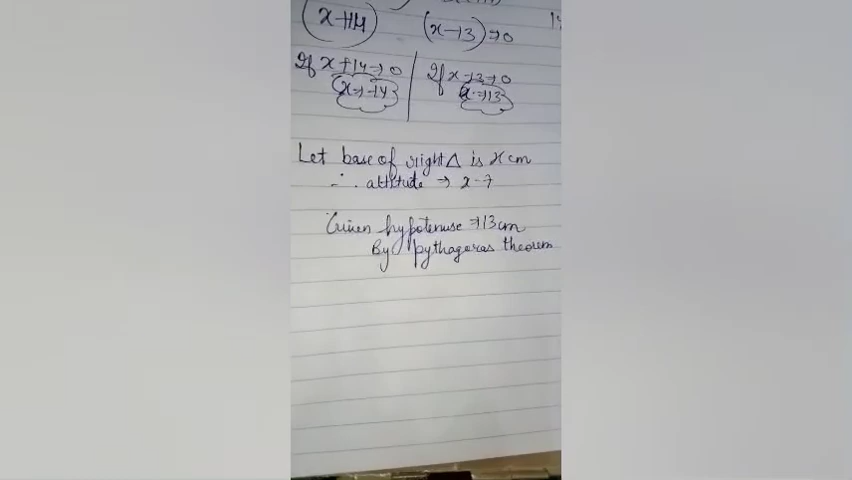 (x+14) (x-13)⇒0
If x+14⇒0 If x-13⇒0
x⇒-14 x⇒13
Let base of right △ is x cm
∴ altitude ⇒ x-7
Given hypotenuse ⇒13cm
By pythagoras theorem